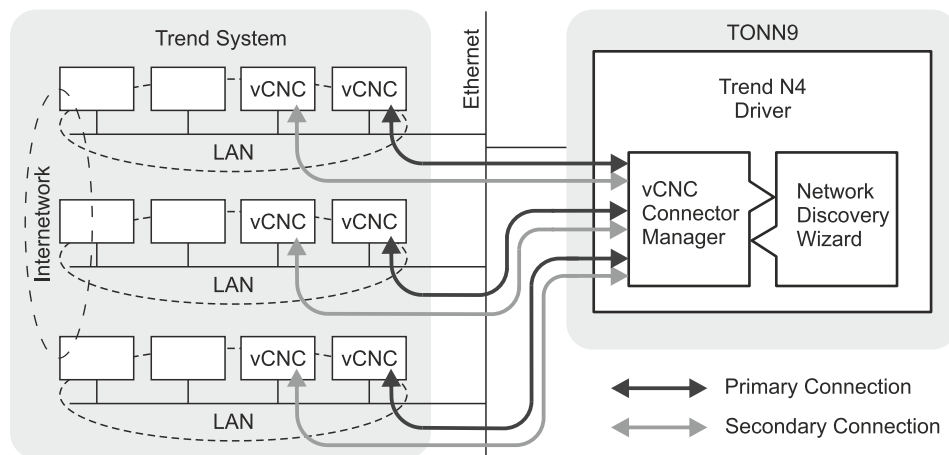 Trend System
TONN9
Ethernet
Trend N4
Driver
vCNC
vCNC
LAN
vCNC
Connector
Manager
Network
Discovery
Wizard
Internetwork
vCNC
vCNC
LAN
vCNC
vCNC
LAN
Primary Connection
Secondary Connection